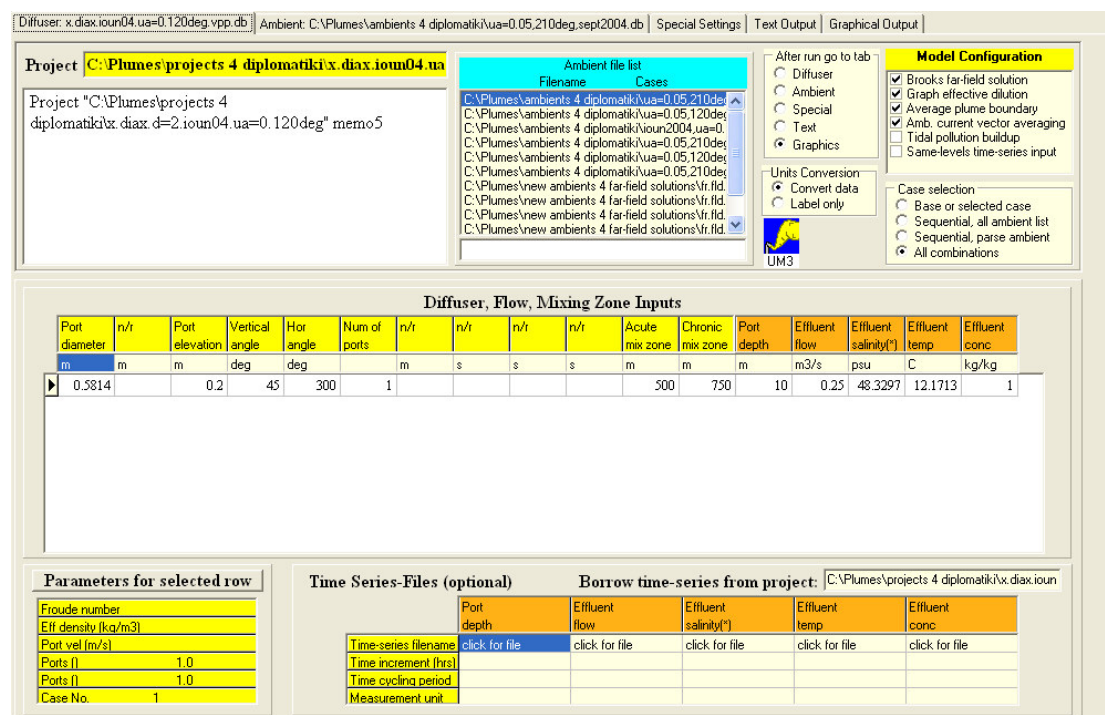 Diffuser: x.diax.ioun04.ua=0.120deg.vpp.db Ambient: C:\Plumes\ambients 4 diplomatiki\ua=0.05,210deg,sept2004.db Special Settings Text Output Graphical Output
Project C:\Plumes\projects 4 diplomatiki\x.diax.ioun04.ua
Project "C:\Plumes\projects 4
diplomatiki\x.diax.d=2.ioun04.ua=0.120deg" memo5
Ambient file list
Filename Cases
C:\Plumes\ambients 4 diplomatiki\ua=0.05,210deg
C:\Plumes\ambients 4 diplomatiki\ua=0.05,120deg
C:\Plumes\ambients 4 diplomatiki\ioun2004,ua=0.
C:\Plumes\ambients 4 diplomatiki\ua=0.05,210deg
C:\Plumes\ambients 4 diplomatiki\ua=0.05,120deg
C:\Plumes\ambients 4 diplomatiki\ua=0.05,210deg
C:\Plumes\new ambients 4 far-field solutions\fr.fld.
C:\Plumes\new ambients 4 far-field solutions\fr.fld.
C:\Plumes\new ambients 4 far-field solutions\fr.fld.
C:\Plumes\new ambients 4 far-field solutions\fr.fld.
After run go to tab
Diffuser
Ambient
Special
Text
Graphics
Units Conversion
Convert data
Label only
UM3
Model Configuration
Brooks far-field solution
Graph effective dilution
Average plume boundary
Amb. current vector averaging
Tidal pollution buildup
Same-levels time-series input
Case selection
Base or selected case
Sequential, all ambient list
Sequential, parse ambient
All combinations
Diffuser, Flow, Mixing Zone Inputs
Port n/r Port Vertical Hor Num of n/r n/r n/r n/r Acute Chronic Port Effluent Effluent Effluent Effluent
diameter elevation angle angle ports mix zone mix zone depth flow salinity(*) temp conc
m m m deg deg m s s s m m m m3/s psu C kg/kg
0.5814 0.2 45 300 1 500 750 10 0.25 48.3297 12.1713 1
Parameters for selected row
Froude number
Eff density (kg/m3)
Port vel (m/s)
Ports () 1.0
Ports () 1.0
Case No. 1
Time Series-Files (optional) Borrow time-series from project: C:\Plumes\projects 4 diplomatiki\x.diax.ioun
Port Effluent Effluent Effluent Effluent
depth flow salinity(*) temp conc
Time-series filename click for file click for file click for file click for file click for file
Time increment (hrs)
Time cycling period
Measurement unit